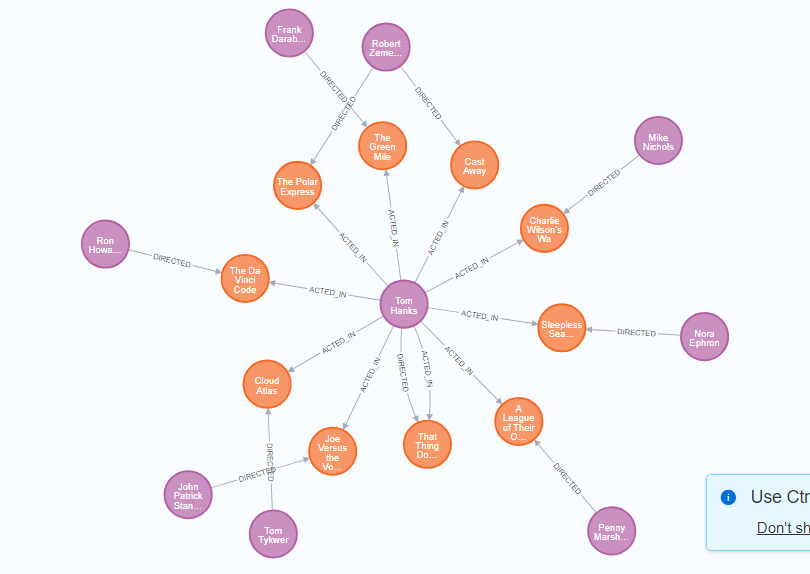 Frank
Darab...
Robert
Zeme...
DIRECTED
DIRECTED
DIRECTED
The
Green
Mile
Cast
Away
Mike
Nichols
The Polar
Express
DIRECTED
ACTED_IN
ACTED_IN
ACTED_IN
Charlie
Wilson's
Wa
Ron
Howa...
DIRECTED
The Da
Vinci
Code
ACTED_IN
ACTED_IN
Tom
Hanks
ACTED_IN
Sleepless
Sea...
DIRECTED
Nora
Ephron
ACTED_IN
ACTED_IN
DIRECTED
ACTED_IN
ACTED_IN
Cloud
Atlas
A
League
of Their
O...
Joe
Versus
the
Vo...
That
Thing
Do...
DIRECTED
DIRECTED
DIRECTED
John
Patrick
Stan...
Tom
Tykwer
Penny
Marsh...
i
Use Ctr
Don't sh